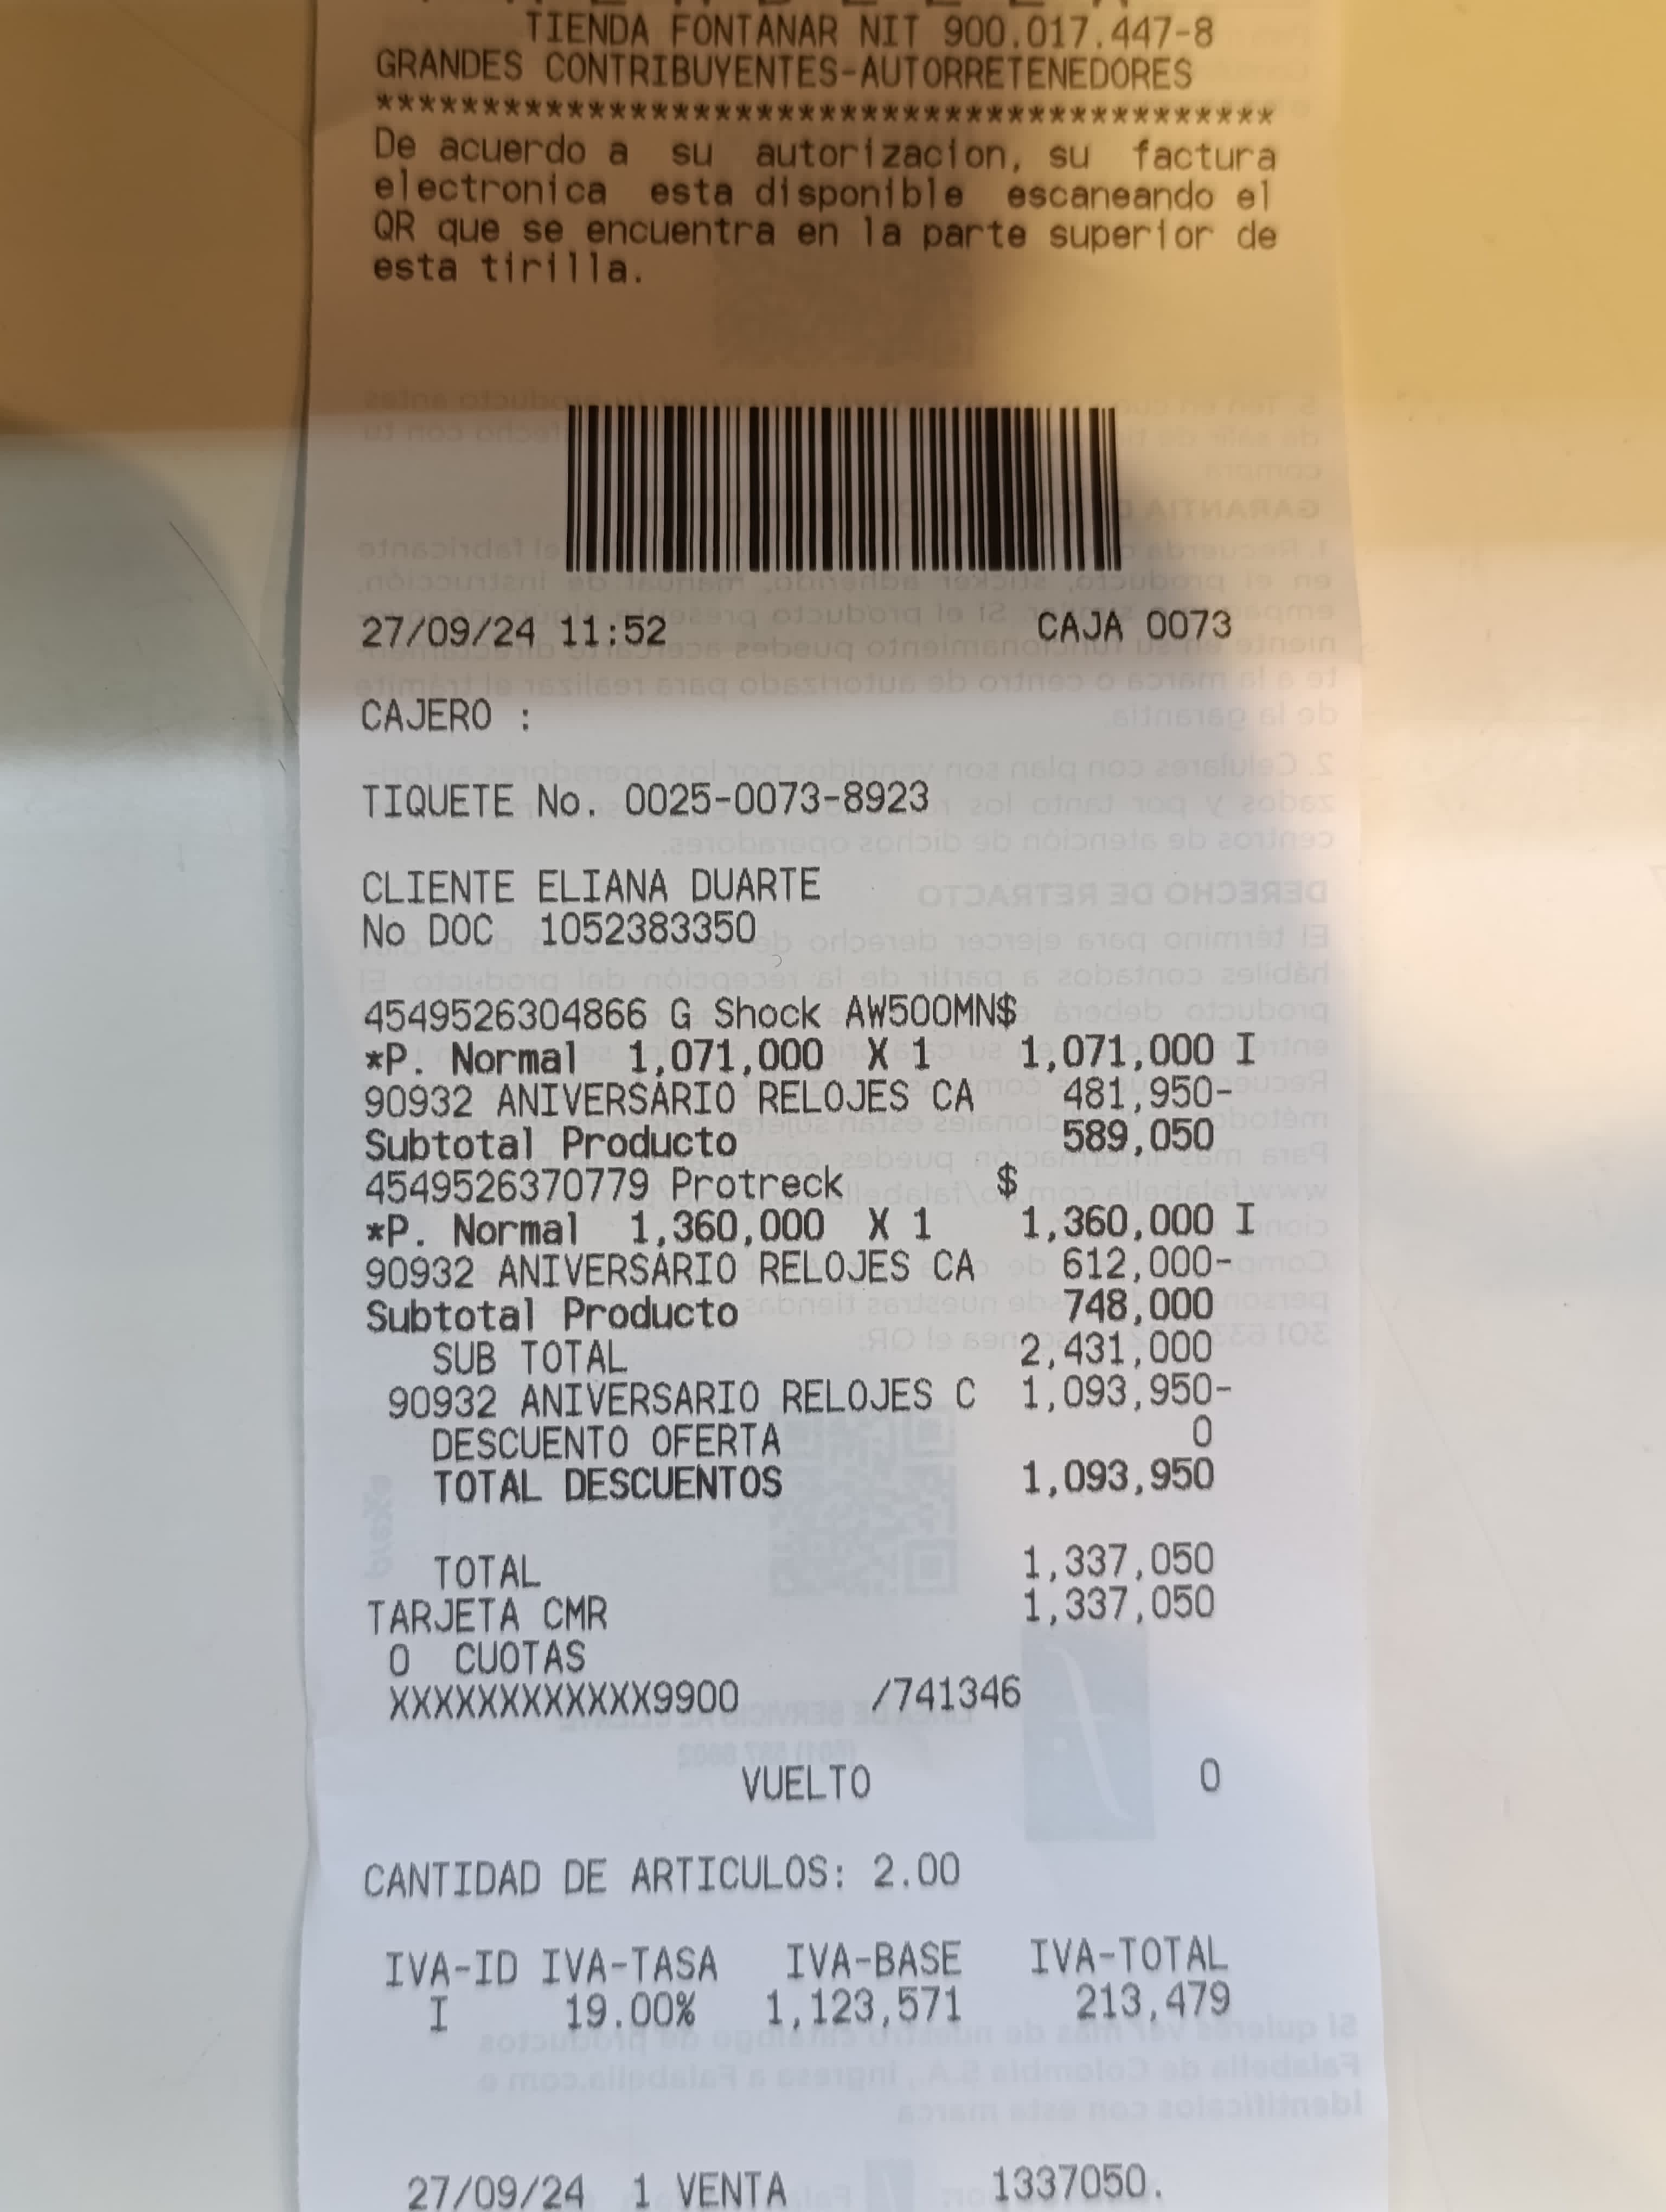 TIENDA FONTANAR NIT 900.017.447-8
GRANDES CONTRIBUYENTES-AUTORRETENEDORES
******************************************
De acuerdo a su autorizacion, su factura
electronica esta disponible escaneando el
QR que se encuentra en la parte superior de
esta tirilla.
27/09/24 11:52 CAJA 0073
CAJERO :
TIQUETE No. 0025-0073-8923
CLIENTE ELIANA DUARTE
No DOC 1052383350
4549526304866 G Shock AW500MN$
*P. Normal 1,071,000 X 1 1,071,000 I
90932 ANIVERSARIO RELOJES CA 481,950-
Subtotal Producto 589,050
4549526370779 Protreck $
*P. Normal 1,360,000 X 1 1,360,000 I
90932 ANIVERSARIO RELOJES CA 612,000-
Subtotal Producto 748,000
SUB TOTAL 2,431,000
90932 ANIVERSARIO RELOJES C 1,093,950-
DESCUENTO OFERTA 0
TOTAL DESCUENTOS 1,093,950
TOTAL 1,337,050
TARJETA CMR 1,337,050
0 CUOTAS
XXXXXXXXXXXX9900 /741346
VUELTO 0
CANTIDAD DE ARTICULOS: 2.00
IVA-ID IVA-TASA IVA-BASE IVA-TOTAL
I 19.00% 1,123,571 213,479
27/09/24 1 VENTA 1337050.